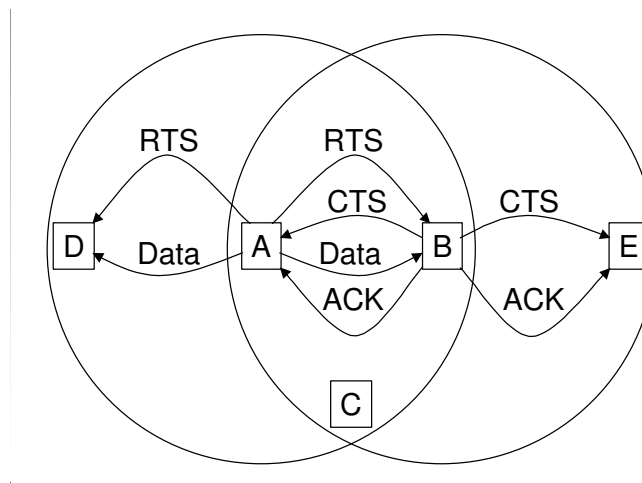 RTS RTS
CTS CTS
D A B E
Data Data
ACK ACK
C